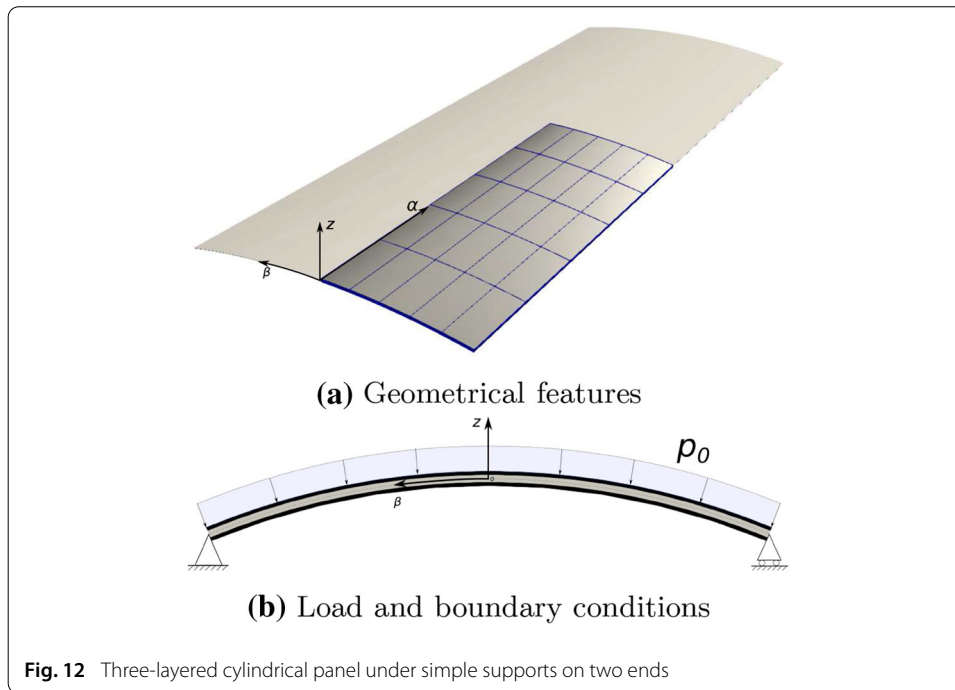 z
α
β
(a) Geometrical features
z
p0
o
β
(b) Load and boundary conditions
Fig. 12 Three-layered cylindrical panel under simple supports on two ends